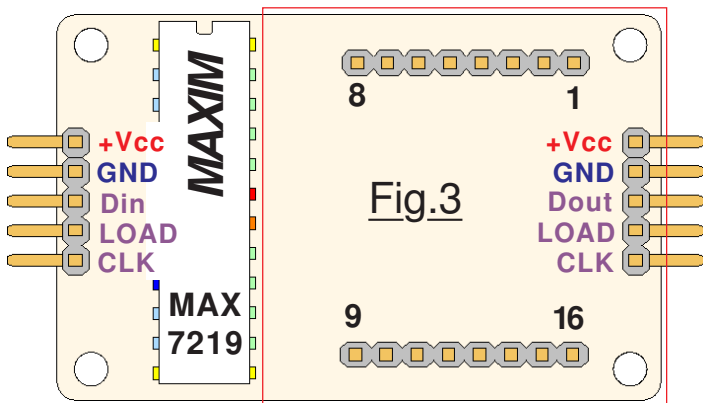 MAXIM
MAX
7219
+Vcc
GND
Din
LOAD
CLK
8
1
Fig.3
9
16
+Vcc
GND
Dout
LOAD
CLK